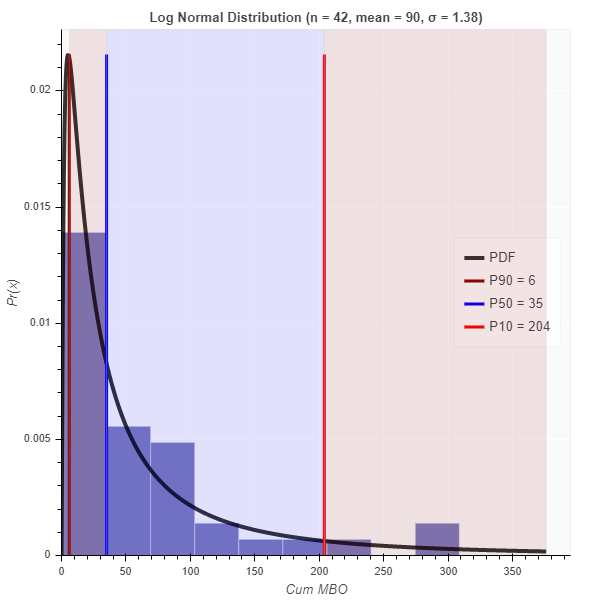 Log Normal Distribution (n = 42, mean = 90, σ = 1.38)
0.02
0.015
0.01
0.005
0
Pr(x)
PDF
P90 = 6
P50 = 35
P10 = 204
0 50 100 150 200 250 300 350
Cum MBO